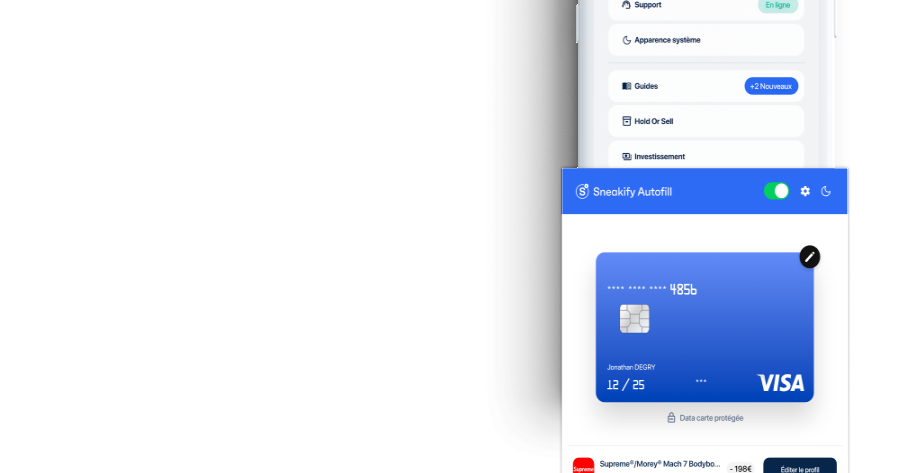 Support
En ligne
Apparence système
Guides
+2 Nouveaux
Hold Or Sell
Investissement
Sneakify Autofill
**** **** **** 4856
Jonathan DEGRY
12 / 25
***
VISA
Data carte protégée
Supreme
Supreme®/Morey® Mach 7 Bodybo...
- 198€
Éditer le profil